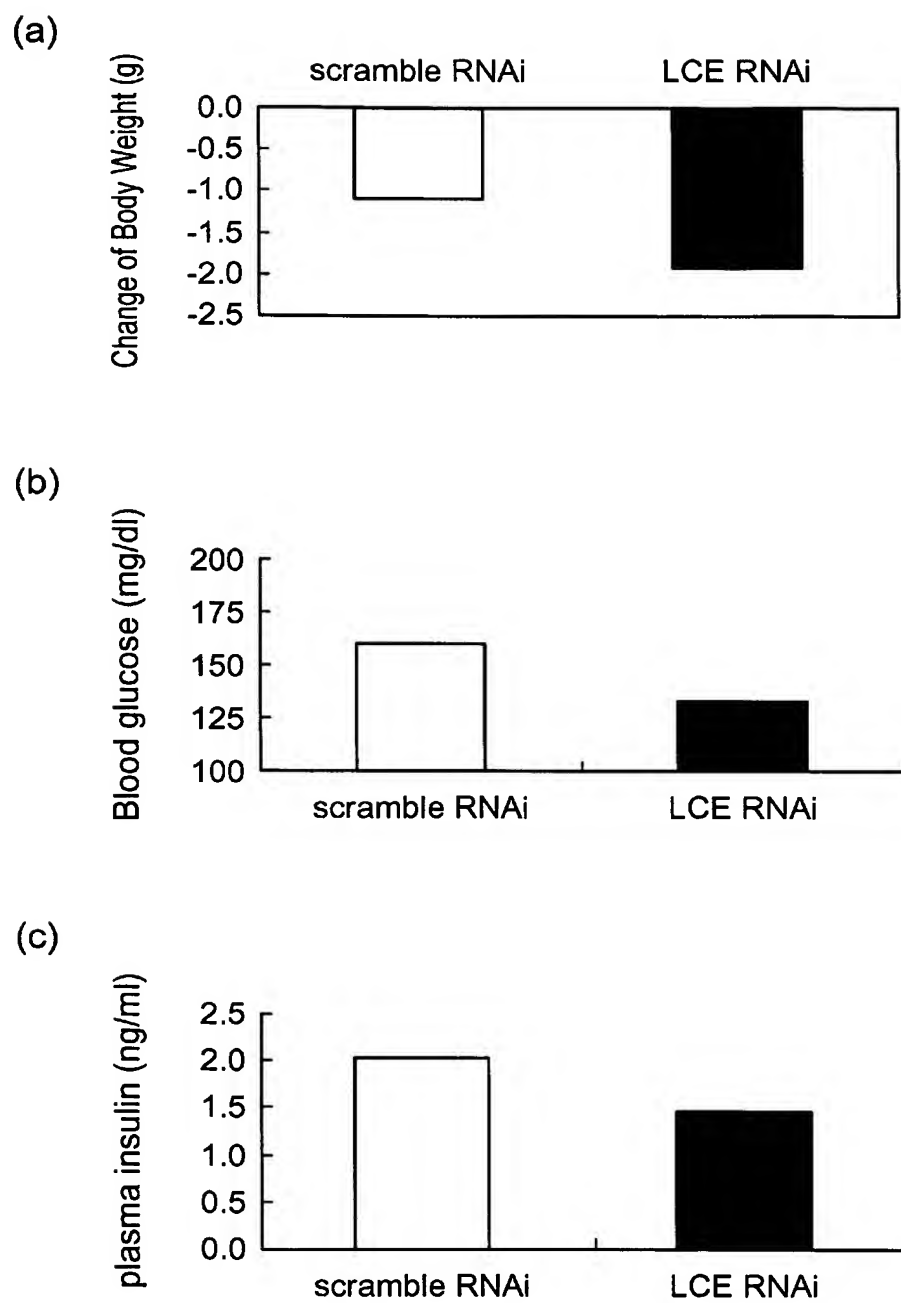 (a)
scramble RNAi LCE RNAi
Change of Body Weight (g)
0.0
-0.5
-1.0
-1.5
-2.0
-2.5
(b)
Blood glucose (mg/dl)
200
175
150
125
100
scramble RNAi LCE RNAi
(c)
plasma insulin (ng/ml)
2.5
2.0
1.5
1.0
0.5
0.0
scramble RNAi LCE RNAi